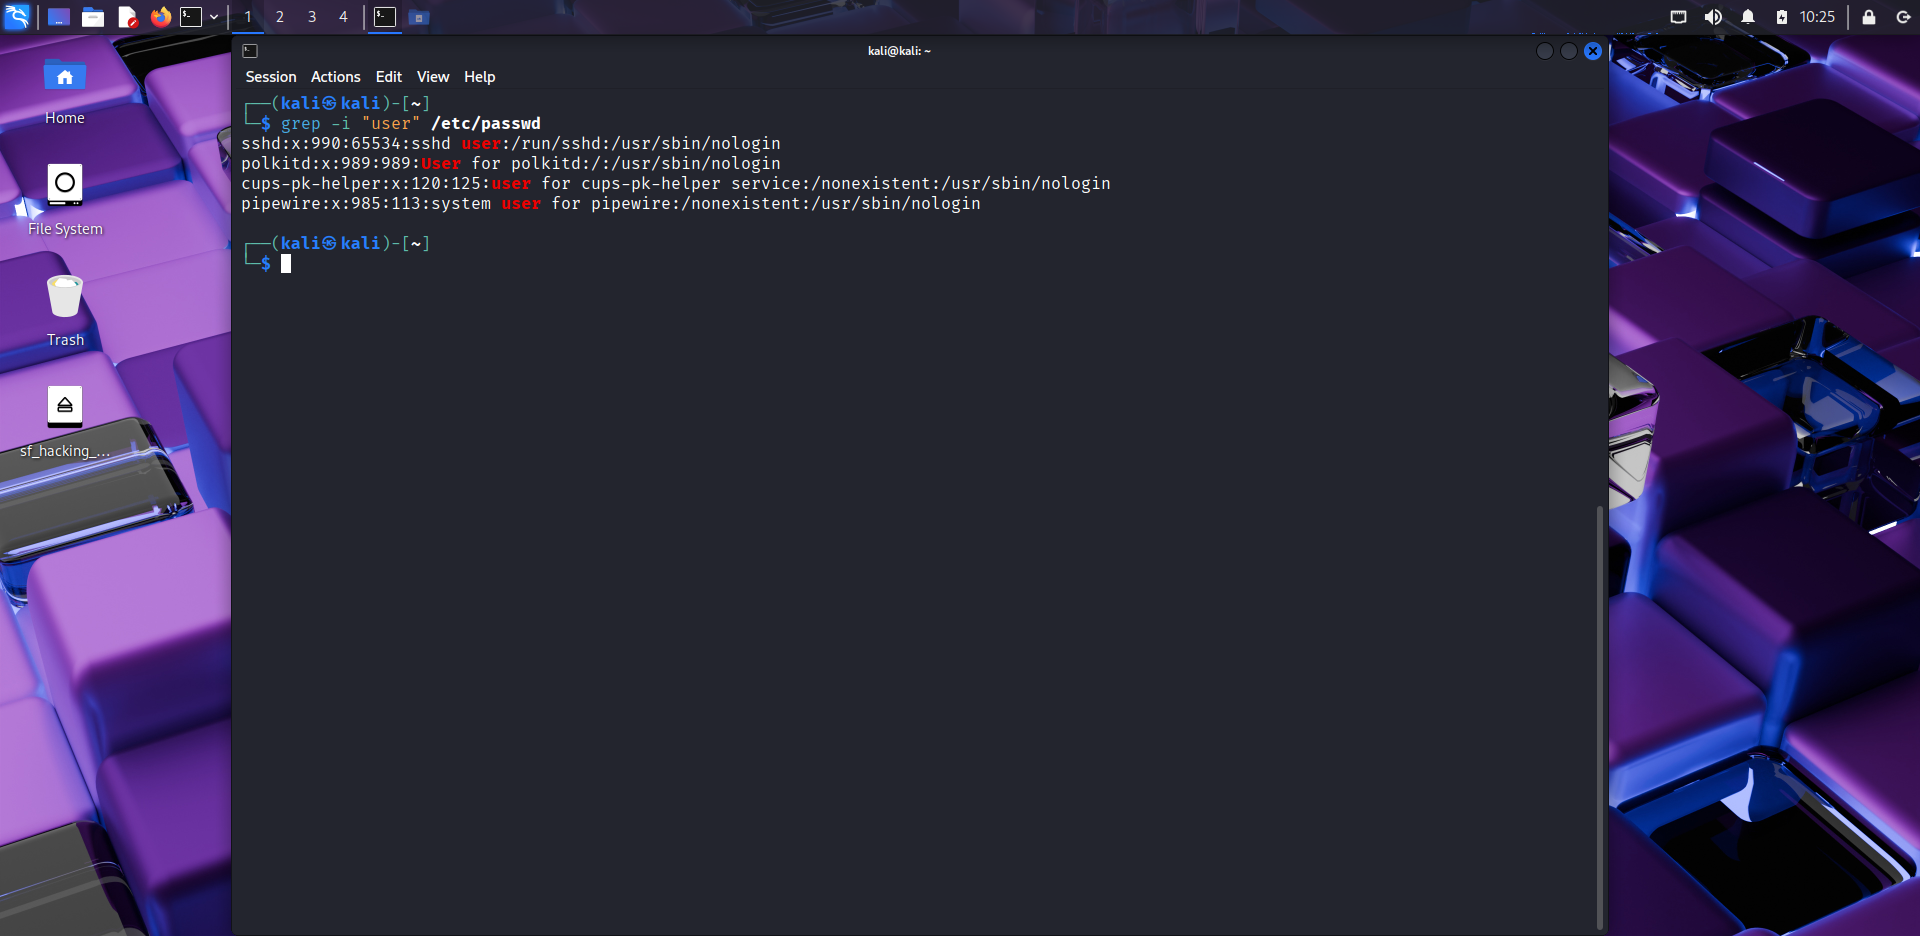 1 2 3 4
10:25
kali@kali: ~
Session Actions Edit View Help
┌──(kali㉿kali)-[~]
└─$ grep -i "user" /etc/passwd
sshd:x:990:65534:sshd user:/run/sshd:/usr/sbin/nologin
polkitd:x:989:989:User for polkitd:/:/usr/sbin/nologin
cups-pk-helper:x:120:125:user for cups-pk-helper service:/nonexistent:/usr/sbin/nologin
pipewire:x:985:113:system user for pipewire:/nonexistent:/usr/sbin/nologin
┌──(kali㉿kali)-[~]
└─$
Home
File System
Trash
sf_hacking_...